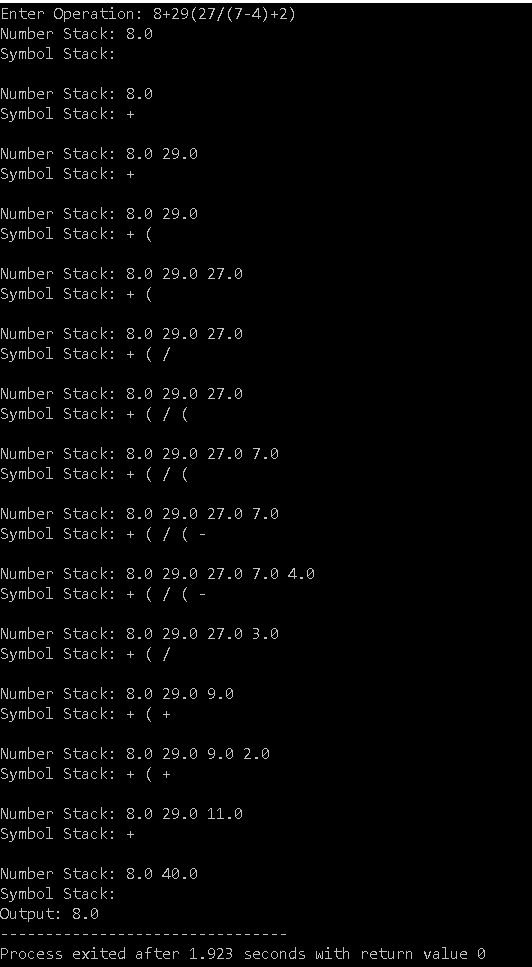 Enter Operation: 8+29(27/(7-4)+2)
Number Stack: 8.0
Symbol Stack:
Number Stack: 8.0
Symbol Stack: +
Number Stack: 8.0 29.0
Symbol Stack: +
Number Stack: 8.0 29.0
Symbol Stack: + (
Number Stack: 8.0 29.0 27.0
Symbol Stack: + (
Number Stack: 8.0 29.0 27.0
Symbol Stack: + ( /
Number Stack: 8.0 29.0 27.0
Symbol Stack: + ( / (
Number Stack: 8.0 29.0 27.0 7.0
Symbol Stack: + ( / (
Number Stack: 8.0 29.0 27.0 7.0
Symbol Stack: + ( / ( -
Number Stack: 8.0 29.0 27.0 7.0 4.0
Symbol Stack: + ( / ( -
Number Stack: 8.0 29.0 27.0 3.0
Symbol Stack: + ( /
Number Stack: 8.0 29.0 9.0
Symbol Stack: + ( +
Number Stack: 8.0 29.0 9.0 2.0
Symbol Stack: + ( +
Number Stack: 8.0 29.0 11.0
Symbol Stack: +
Number Stack: 8.0 40.0
Symbol Stack:
Output: 8.0
--------------------------------
Process exited after 1.923 seconds with return value 0